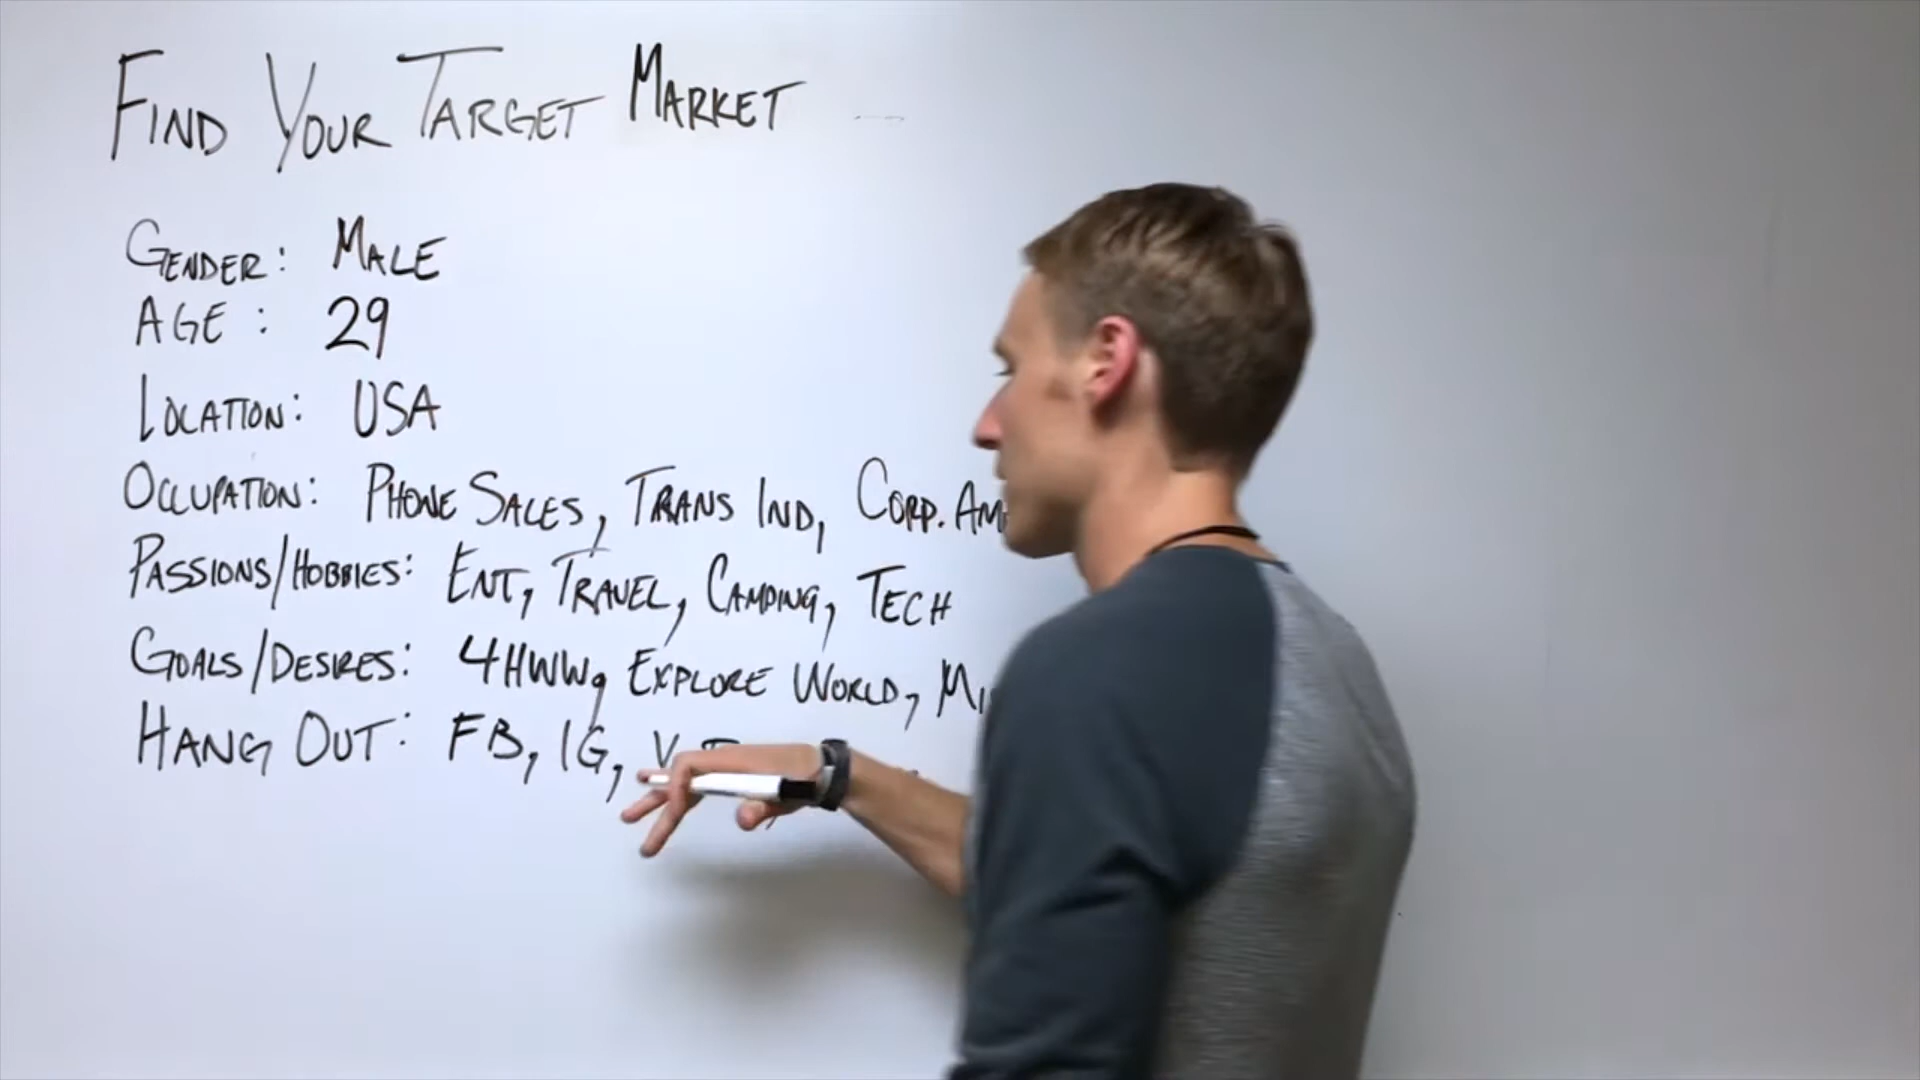 FIND YOUR TARGET MARKET
GENDER: MALE
AGE: 29
LOCATION: USA
OCCUPATION: PHONE SALES, TRANS IND, CORP. AM
PASSIONS/HOBBIES: ENT, TRAVEL, CAMPING, TECH
GOALS/DESIRES: 4HWW, EXPLORE WORLD,
HANG OUT: FB, IG,